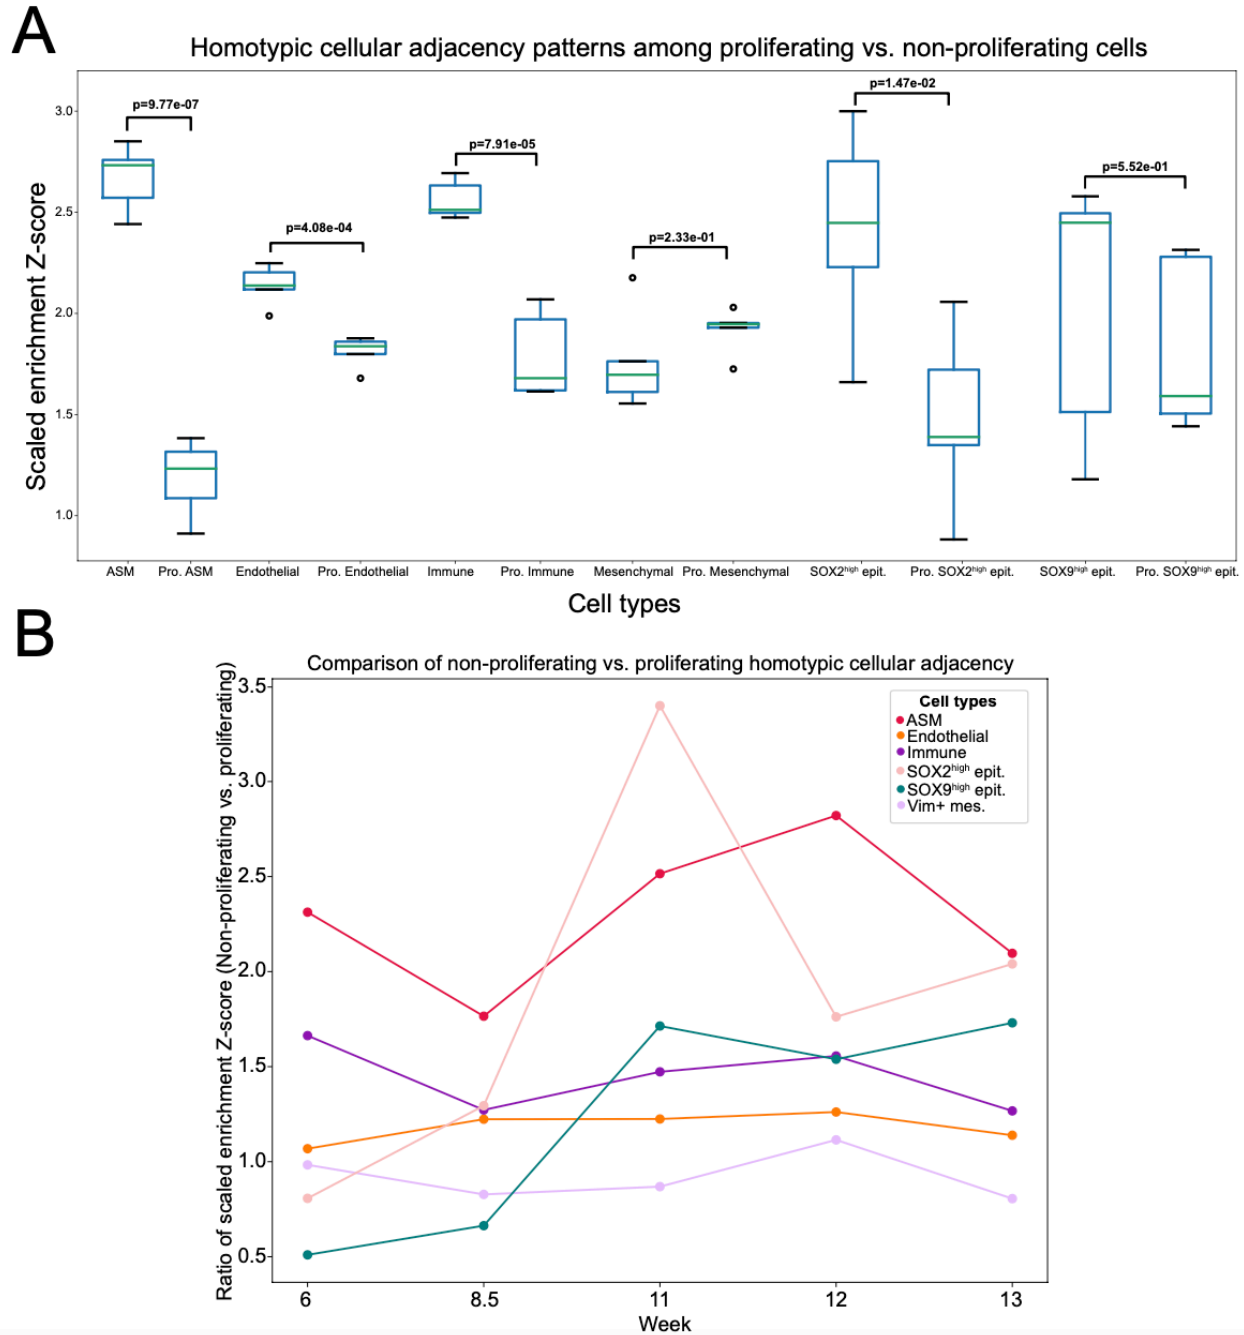 A
Homotypic cellular adjacency patterns among proliferating vs. non-proliferating cells
Scaled enrichment Z-score
3.0
2.5
2.0
1.5
1.0
p=9.77e-07
p=4.08e-04
p=7.91e-05
p=2.33e-01
p=1.47e-02
p=5.52e-01
ASM Pro. ASM Endothelial Pro. Endothelial Immune Pro. Immune Mesenchymal Pro. Mesenchymal SOX2high epit. Pro. SOX2high epit. SOX9high epit. Pro. SOX9high epit.
Cell types
B
Comparison of non-proliferating vs. proliferating homotypic cellular adjacency
Ratio of scaled enrichment Z-score (Non-proliferating vs. proliferating)
3.5
3.0
2.5
2.0
1.5
1.0
0.5
Cell types
ASM
Endothelial
Immune
SOX2high epit.
SOX9high epit.
Vim+ mes.
6 8.5 11 12 13
Week